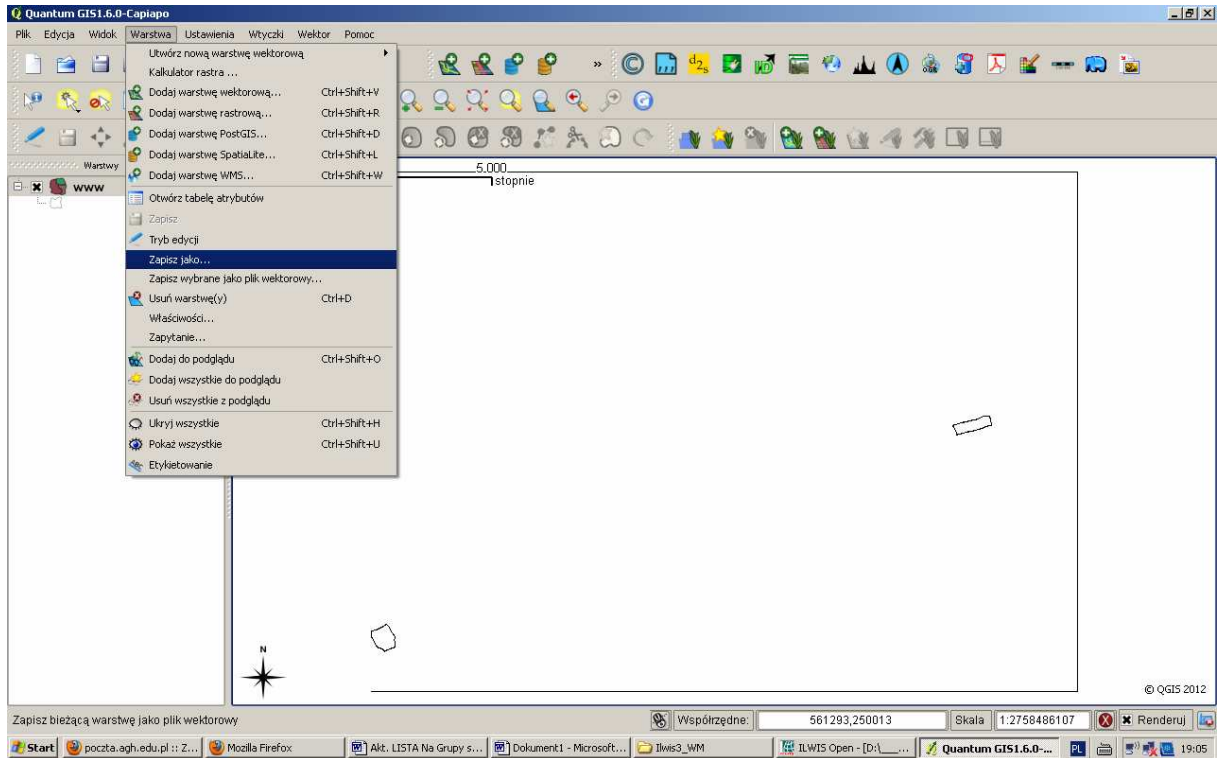 Quantum GIS1.6.0-Capiapo
Plik Edycja Widok Warstwa Ustawienia Wtyczki Wektor Pomoc
Utwórz nową warstwę wektorową
Kalkulator rastra ...
Dodaj warstwę wektorową... Ctrl+Shift+V
Dodaj warstwę rastrową... Ctrl+Shift+R
Dodaj warstwę PostGIS... Ctrl+Shift+D
Dodaj warstwę SpatiaLite... Ctrl+Shift+L
Dodaj warstwę WMS... Ctrl+Shift+W
Otwórz tabelę atrybutów
Zapisz
Tryb edycji
Zapisz jako...
Zapisz wybrane jako plik wektorowy...
Usuń warstwę(y) Ctrl+D
Właściwości...
Zapytanie...
Dodaj do podglądu Ctrl+Shift+O
Dodaj wszystkie do podglądu
Usuń wszystkie z podglądu
Ukryj wszystkie Ctrl+Shift+H
Pokaż wszystkie Ctrl+Shift+U
Etykietowanie
Warstwy
www
5.000
stopnie
N
© QGIS 2012
Zapisz bieżącą warstwę jako plik wektorowy
Współrzędne: 561293,250013 Skala 1:2758486107 Renderuj
Start poczta.agh.edu.pl :: Z... Mozilla Firefox Akt. LISTA Na Grupy s... Dokument1 - Microsoft... Ilwis3_WM ILWIS Open - [D:\___... Quantum GIS1.6.0-... PL 19:05